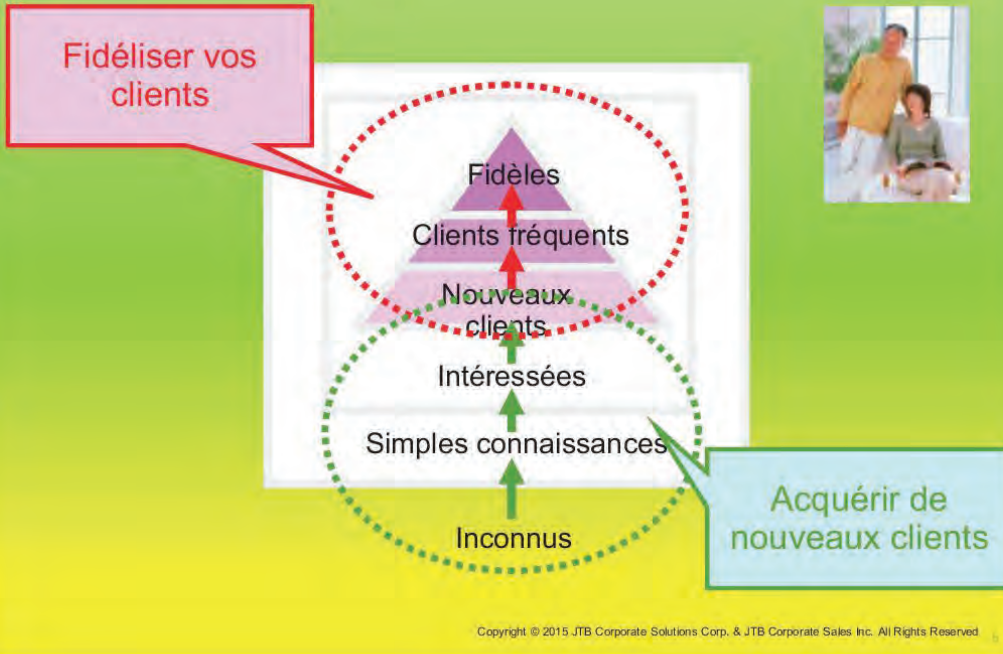 Fidéliser vos
clients
Fidèles
Clients fréquents
Nouveaux
clients
Intéressées
Simples connaissances
Inconnus
Acquérir de
nouveaux clients
Copyright © 2015 JTB Corporate Solutions Corp. & JTB Corporate Sales Inc. All Rights Reserved